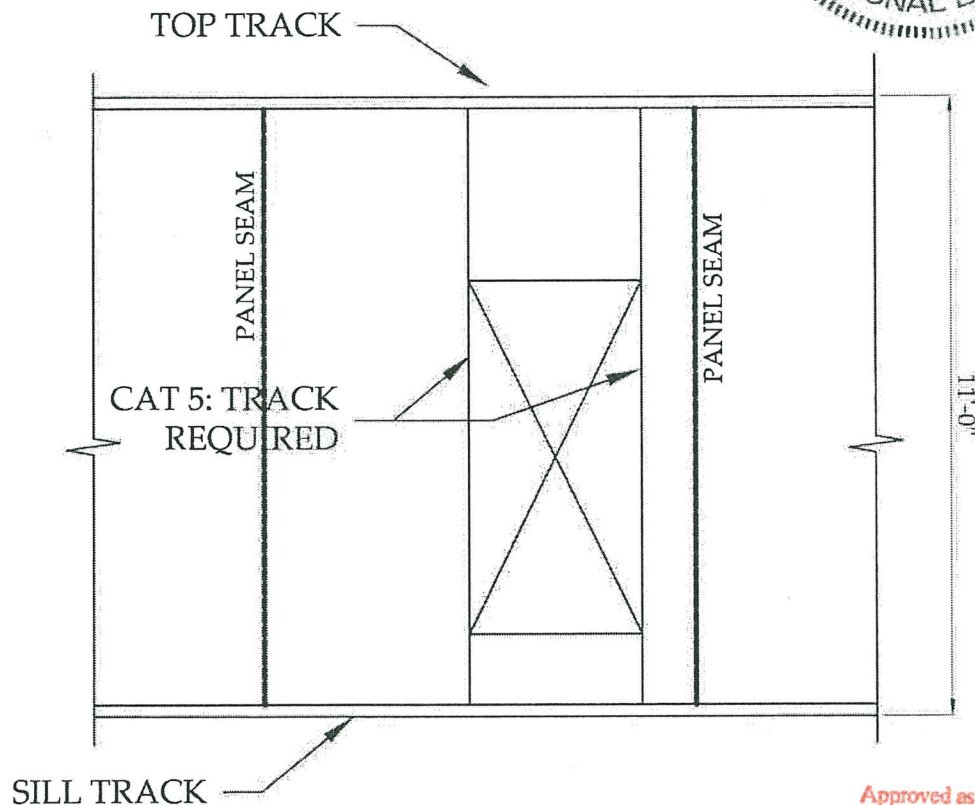 TOP TRACK
PANEL SEAM
PANEL SEAM
CAT 5: TRACK
REQUIRED
11'-0"
SILL TRACK
Approved as